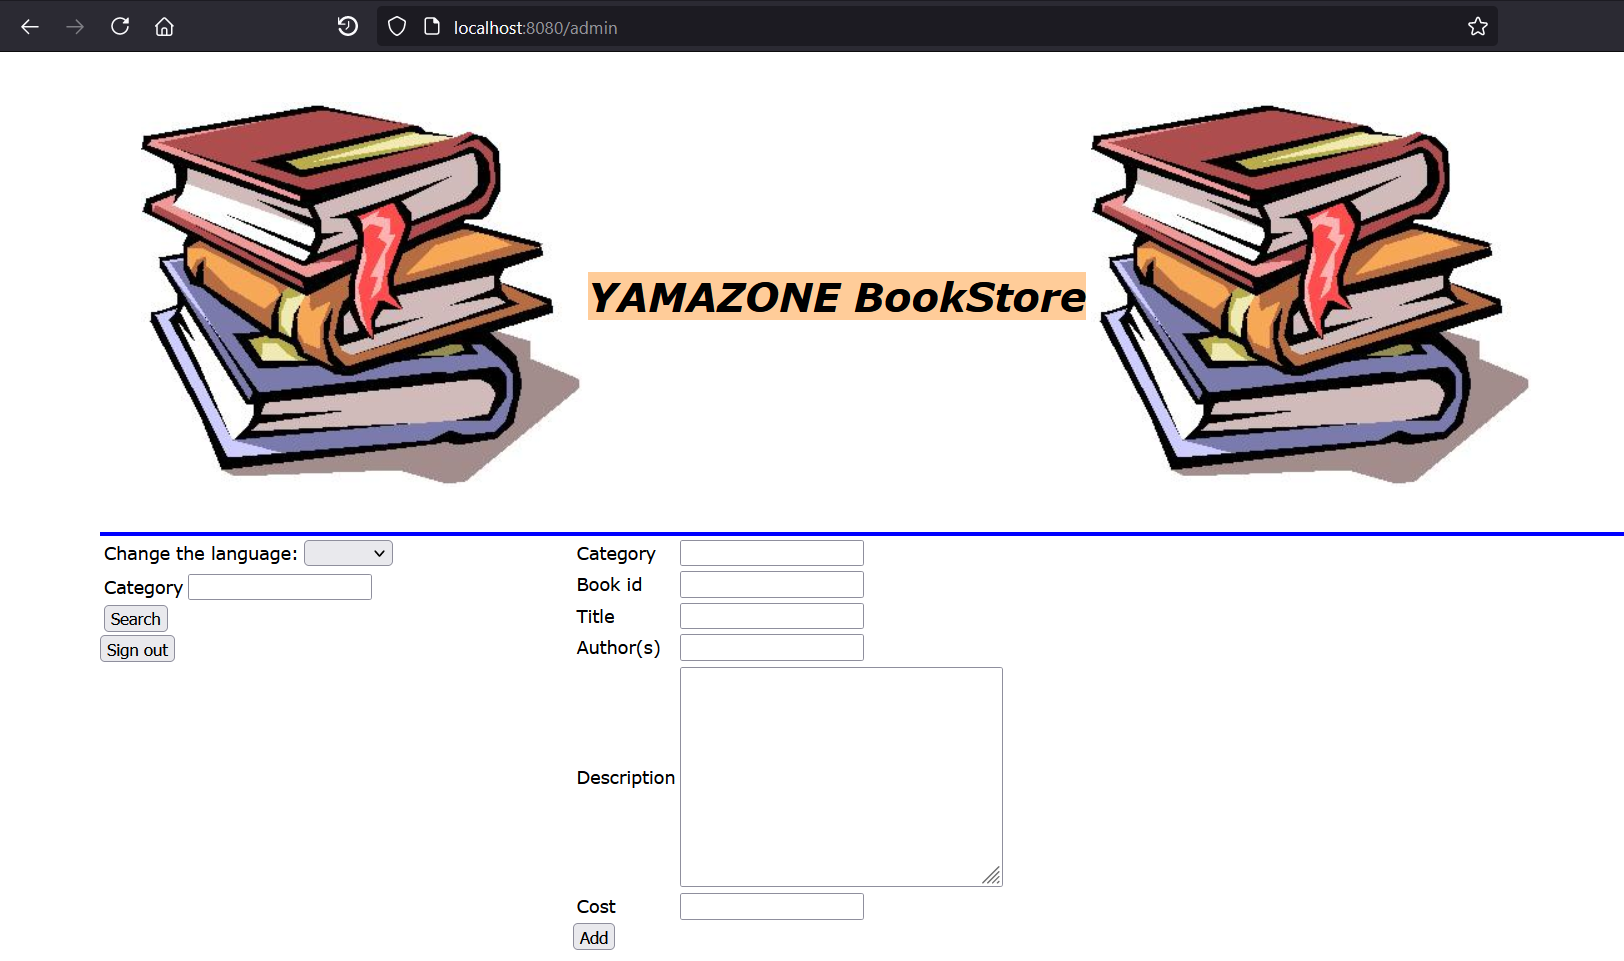 localhost:8080/admin
YAMAZONE BookStore
Change the language:
Category
Search
Sign out
Category
Book id
Title
Author(s)
Description
Cost
Add